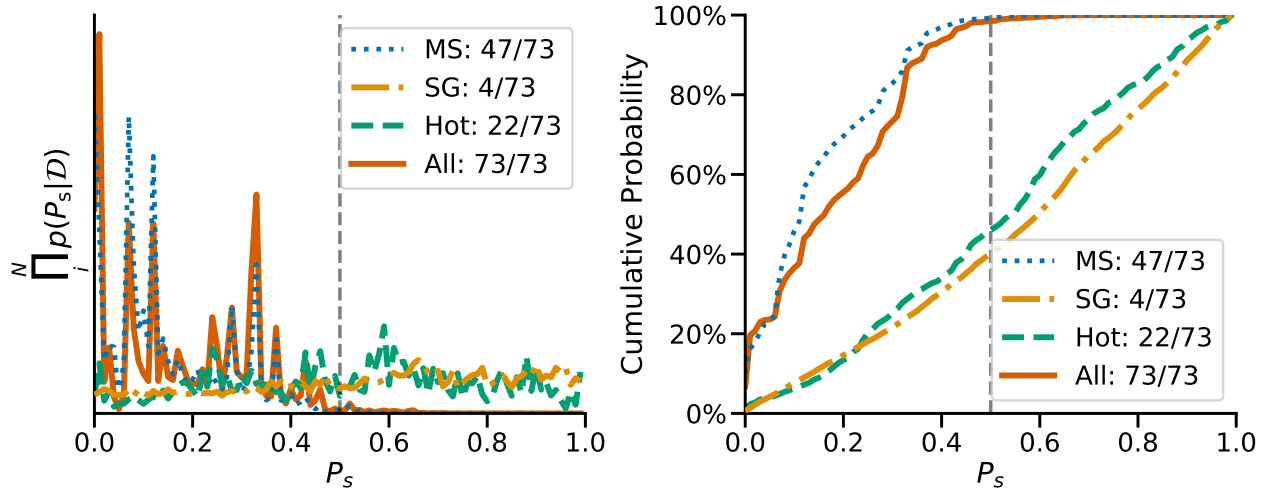 ∏_i^N p(P_s|𝒟)
MS: 47/73
SG: 4/73
Hot: 22/73
All: 73/73
0.0 0.2 0.4 0.6 0.8 1.0
P_s
Cumulative Probability
100%
80%
60%
40%
20%
0%
MS: 47/73
SG: 4/73
Hot: 22/73
All: 73/73
0.0 0.2 0.4 0.6 0.8 1.0
P_s